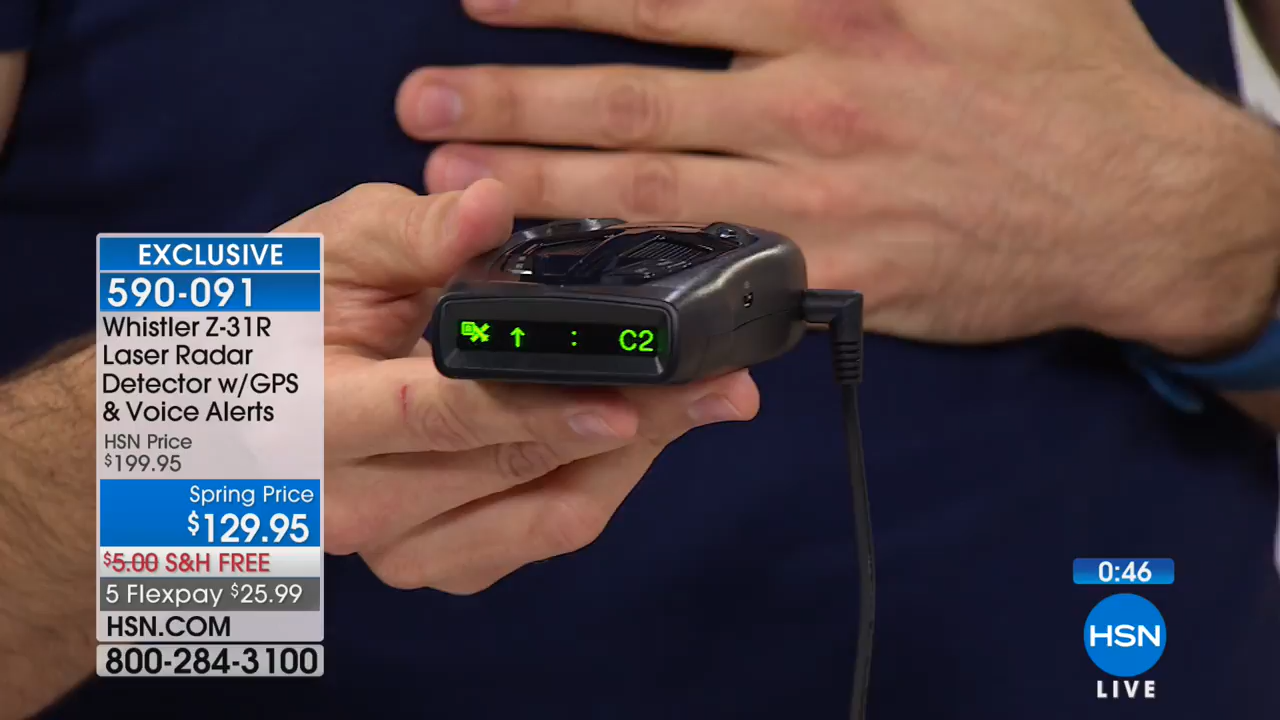 EXCLUSIVE
590-091
Whistler Z-31R
Laser Radar
Detector w/GPS
& Voice Alerts
HSN Price
$199.95
Spring Price
$129.95
$5.00 S&H FREE
5 Flexpay $25.99
HSN.COM
800-284-3100
: C2
0:46
HSN
LIVE